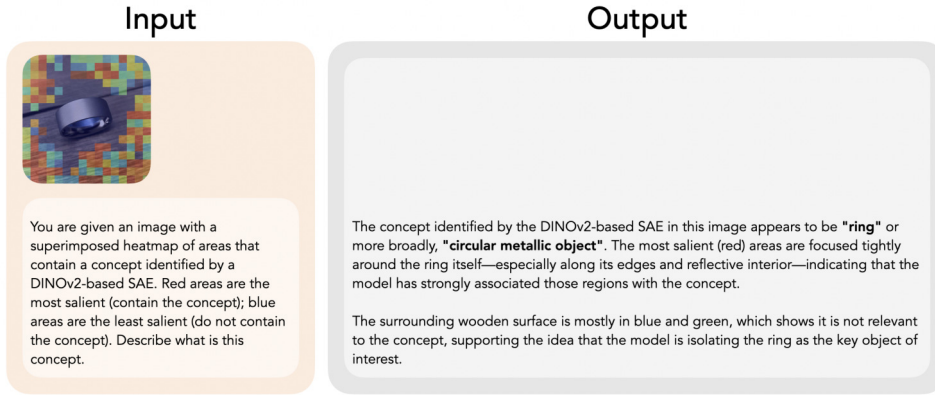 Input
Output
You are given an image with a
superimposed heatmap of areas that
contain a concept identified by a
DINOv2-based SAE. Red areas are the
most salient (contain the concept); blue
areas are the least salient (do not contain
the concept). Describe what is this
concept.
The concept identified by the DINOv2-based SAE in this image appears to be "ring" or
more broadly, "circular metallic object". The most salient (red) areas are focused tightly
around the ring itself—especially along its edges and reflective interior—indicating that the
model has strongly associated those regions with the concept.
The surrounding wooden surface is mostly in blue and green, which shows it is not relevant
to the concept, supporting the idea that the model is isolating the ring as the key object of
interest.